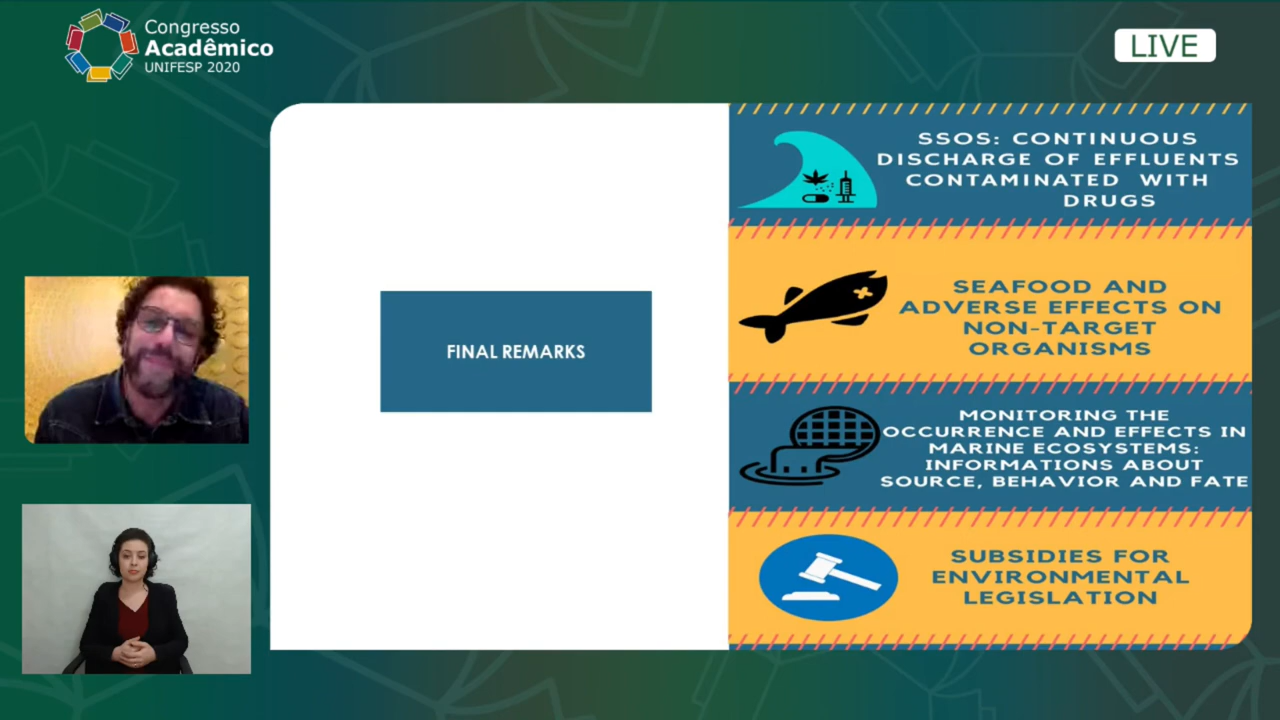 Congresso
Acadêmico
UNIFESP 2020
LIVE
FINAL REMARKS
SSOS: CONTINUOUS
DISCHARGE OF EFFLUENTS
CONTAMINATED WITH
DRUGS
SEAFOOD AND
ADVERSE EFFECTS ON
NON-TARGET
ORGANISMS
MONITORING THE
OCCURRENCE AND EFFECTS IN
MARINE ECOSYSTEMS:
INFORMATIONS ABOUT
SOURCE, BEHAVIOR AND FATE
SUBSIDIES FOR
ENVIRONMENTAL
LEGISLATION